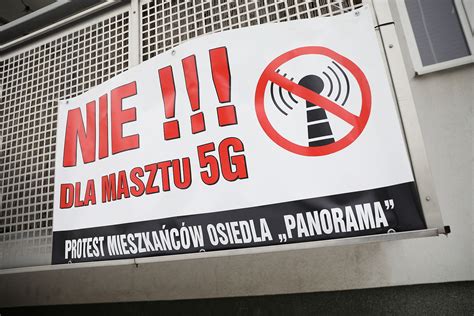 NIE !!!
DLA MASZTU 5G
PROTEST MIESZKAŃCÓW OSIEDLA „PANORAMA”